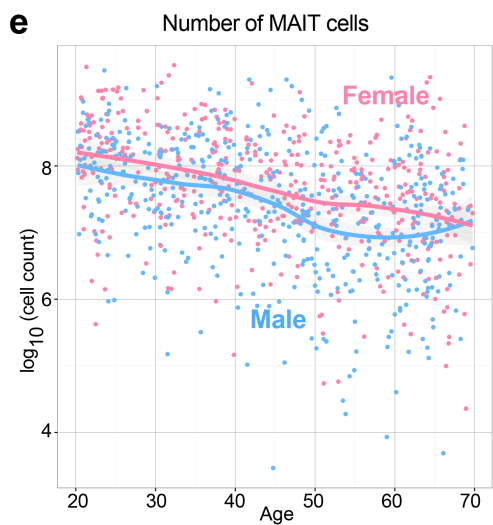 e
Number of MAIT cells
Female
8
log10 (cell count)
6
Male
4
20 30 40 50 60 70
Age